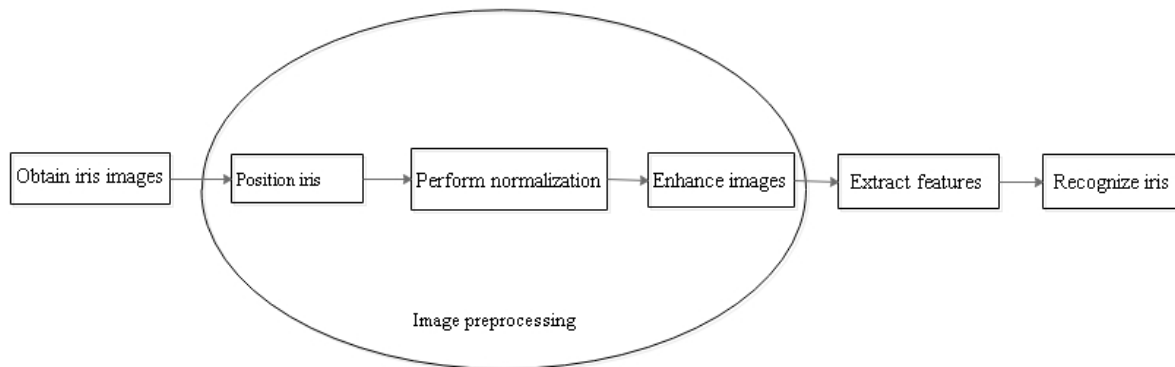 Obtain iris images
Position iris
Perform normalization
Enhance images
Extract features
Recognize iris
Image preprocessing